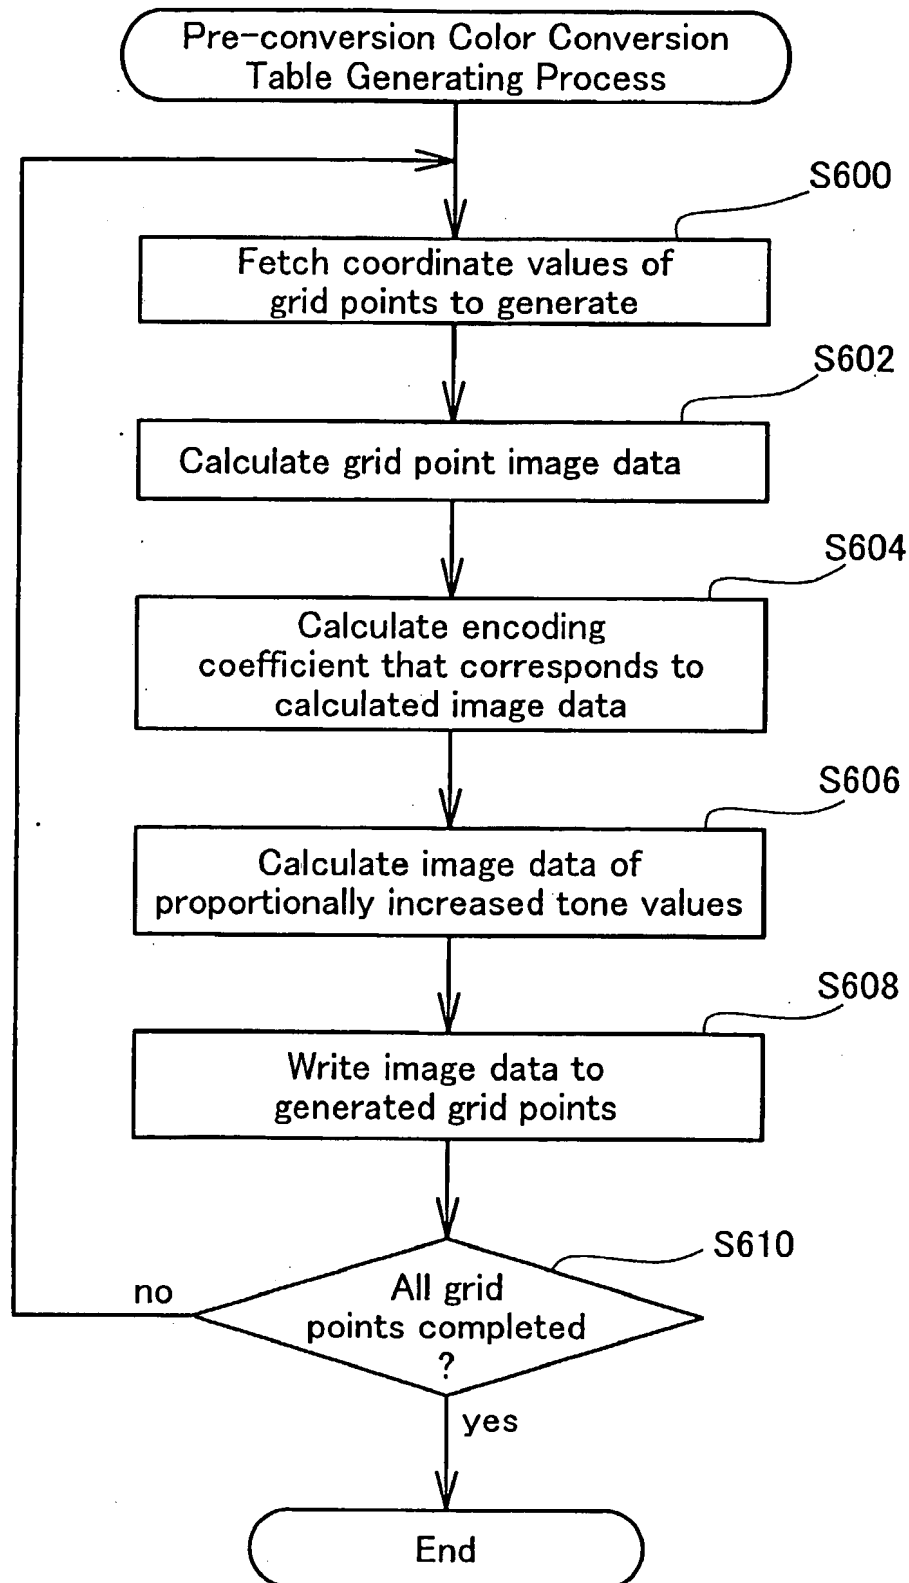 Pre-conversion Color Conversion
Table Generating Process
S600
Fetch coordinate values of
grid points to generate
S602
Calculate grid point image data
S604
Calculate encoding
coefficient that corresponds to
calculated image data
S606
Calculate image data of
proportionally increased tone values
S608
Write image data to
generated grid points
S610
All grid
points completed
?
no
yes
End